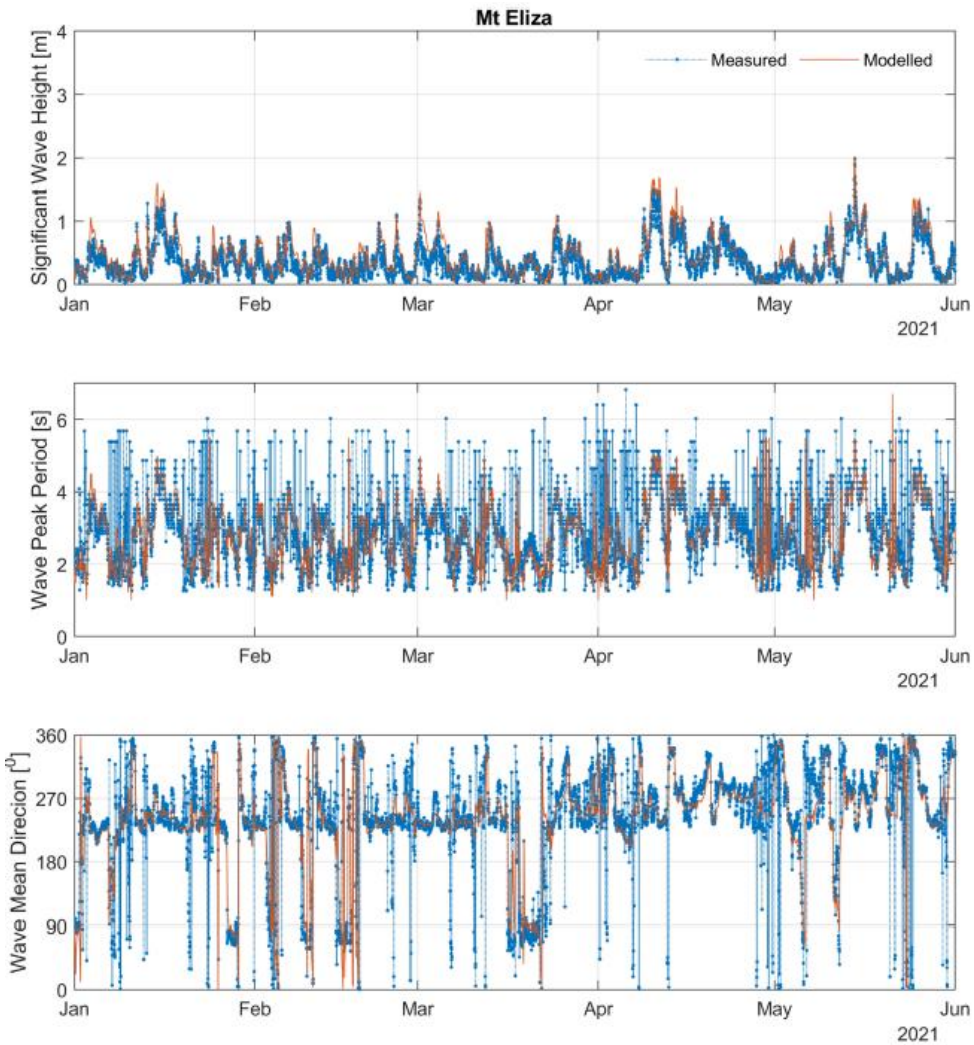 Mt Eliza
Significant Wave Height [m]
4
3
2
1
0
Measured
Modelled
Jan Feb Mar Apr May Jun
2021
Wave Peak Period [s]
6
4
2
0
Jan Feb Mar Apr May Jun
2021
Wave Mean Direcion [⁰]
360
270
180
90
0
Jan Feb Mar Apr May Jun
2021